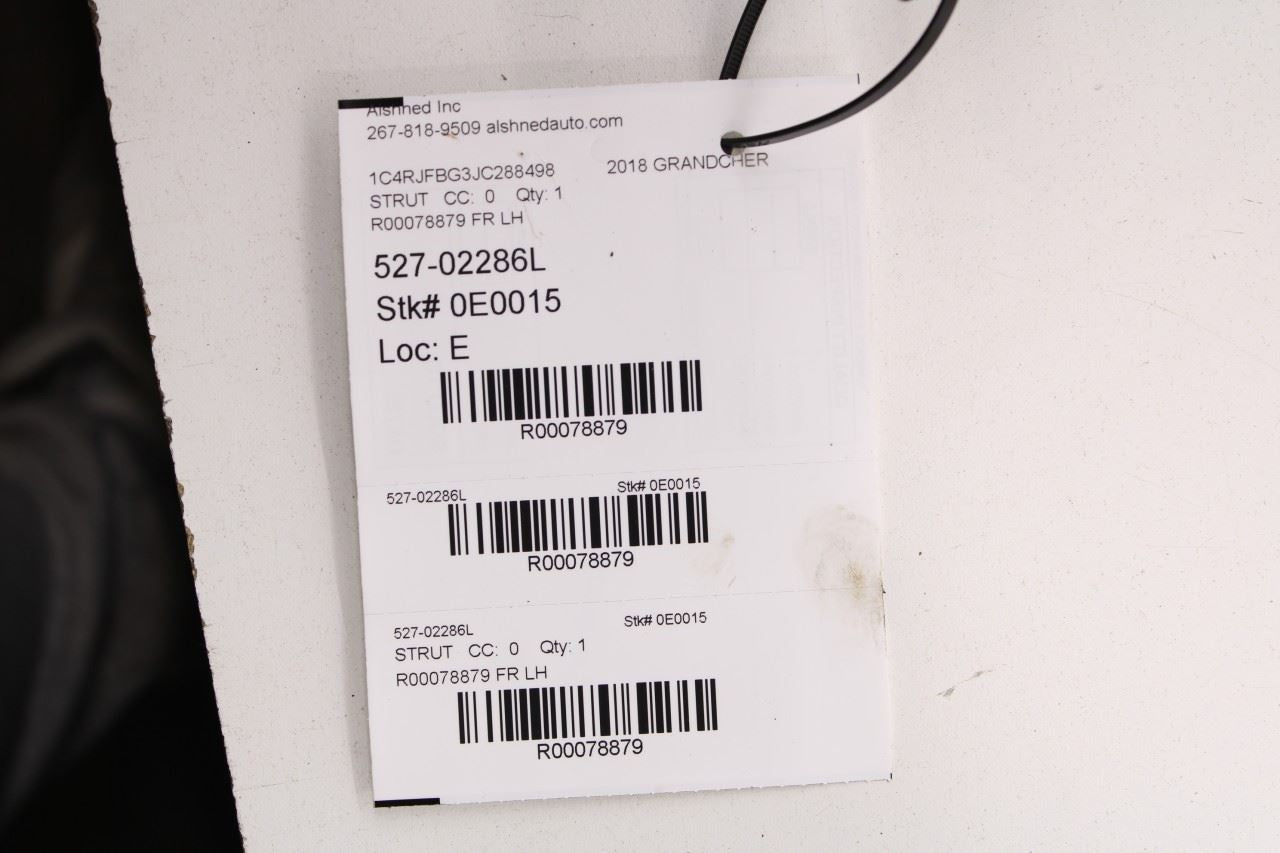 Alshned Inc
267-818-9509 alshnedauto.com
1C4RJFBG3JC288498 2018 GRANDCHER
STRUT CC: 0 Qty: 1
R00078879 FR LH
527-02286L
Stk# 0E0015
Loc: E
R00078879
527-02286L Stk# 0E0015
R00078879
527-02286L Stk# 0E0015
STRUT CC: 0 Qty: 1
R00078879 FR LH
R00078879